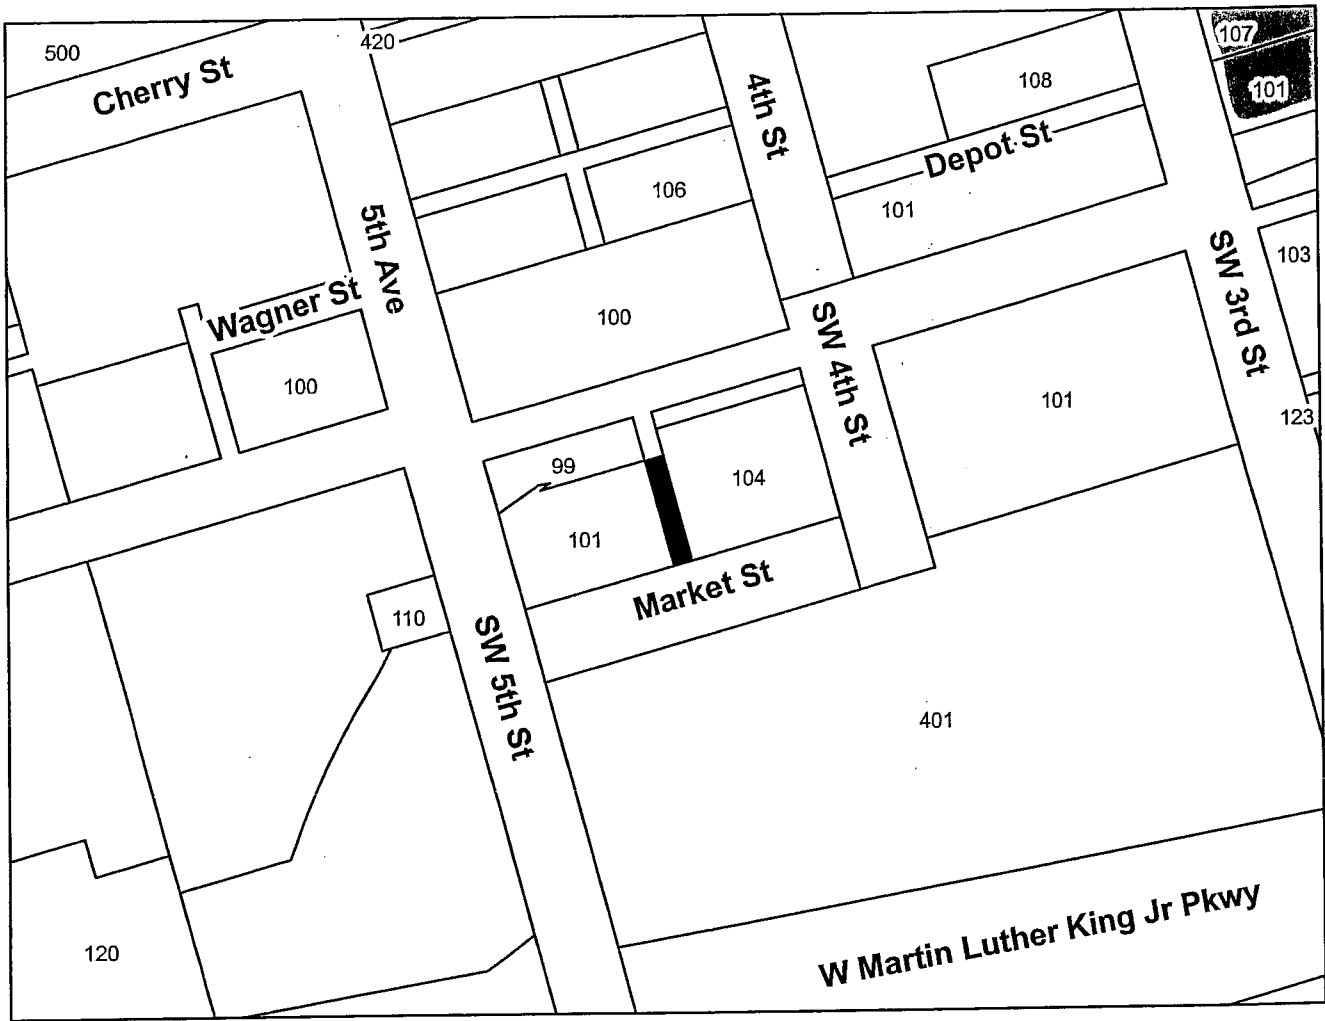 500
420
Cherry St
107
101
4th St
108
Depot St
106
101
5th Ave
SW 3rd St
103
Wagner St
100
100
SW 4th St
101
123
99
104
101
Market St
110
SW 5th St
401
120
W Martin Luther King Jr Pkwy